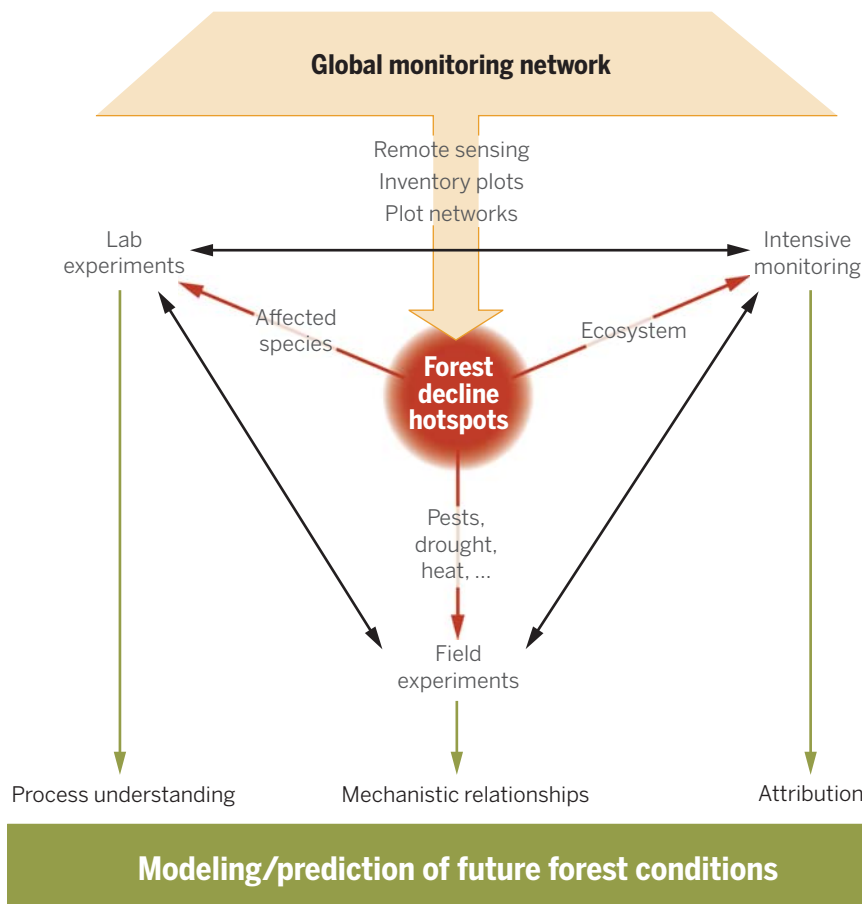 Global monitoring network
Remote sensing
Inventory plots
Plot networks
Lab
experiments
Intensive
monitoring
Affected
species
Ecosystem
Forest
decline
hotspots
Pests,
drought,
heat, ...
Field
experiments
Process understanding
Mechanistic relationships
Attribution
Modeling/prediction of future forest conditions